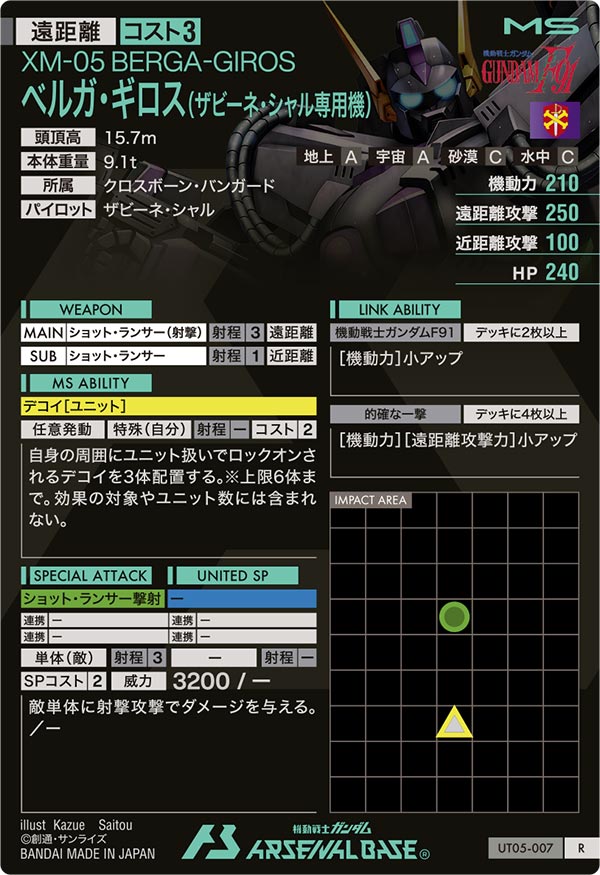 遠距離 コスト3
MS
XM-05 BERGA-GIROS
機動戦士ガンダム
GUNDAM F91
ベルガ・ギロス(ザビーネ・シャル専用機)
頭頂高 15.7m
本体重量 9.1t
所属 クロスボーン・バンガード
パイロット ザビーネ・シャル
地上 A 宇宙 A 砂漠 C 水中 C
機動力 210
遠距離攻撃 250
近距離攻撃 100
HP 240
WEAPON
MAIN ショット・ランサー(射撃) 射程 3 遠距離
SUB ショット・ランサー 射程 1 近距離
MS ABILITY
デコイ[ユニット]
任意発動 特殊(自分) 射程 ー コスト 2
自身の周囲にユニット扱いでロックオンさ
れるデコイを3体配置する。※上限6体ま
で。効果の対象やユニット数には含まれ
ない。
LINK ABILITY
機動戦士ガンダムF91 デッキに2枚以上
[機動力]小アップ
的確な一撃 デッキに4枚以上
[機動力][遠距離攻撃力]小アップ
IMPACT AREA
SPECIAL ATTACK UNITED SP
ショット・ランサー撃射 ー
連携 ー 連携 ー
連携 ー 連携 ー
単体(敵) 射程 3 ー 射程 ー
SPコスト 2 威力 3200 / ー
敵単体に射撃攻撃でダメージを与える。
/ー
illust Kazue Saitou
©創通・サンライズ
BANDAI MADE IN JAPAN
機動戦士ガンダム
ARSENAL BASE®
UT05-007 R